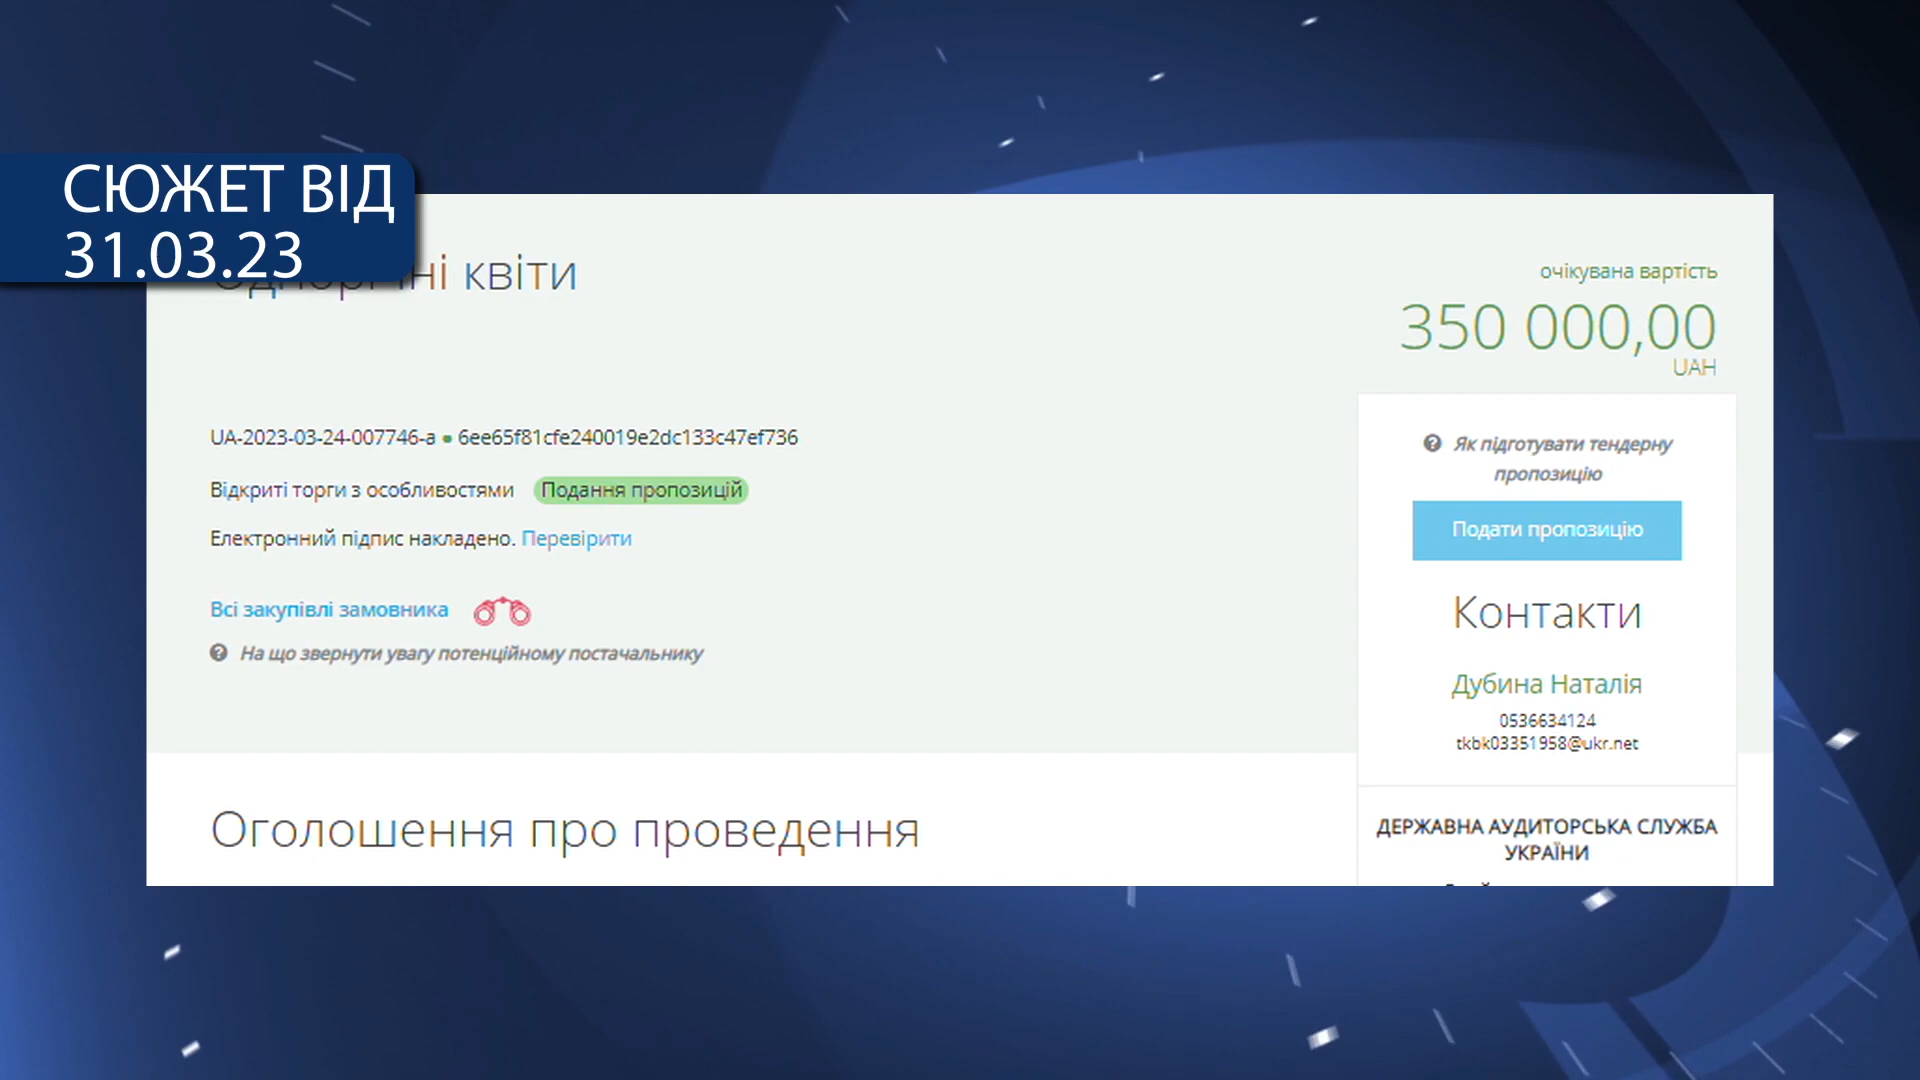 СЮЖЕТ ВІД
31.03.23
квіти
очікувана вартість
350 000,00
UAH
UA-2023-03-24-007746-a ● 6ee65f81cfe240019e2dc133c47ef736
Відкриті торги з особливостями Подання пропозицій
Електронний підпис накладено. Перевірити
Всі закупівлі замовника
На що звернути увагу потенційному постачальнику
Як підготувати тендерну
пропозицію
Подати пропозицію
Контакти
Дубина Наталія
0536634124
tkbk03351958@ukr.net
Оголошення про проведення
ДЕРЖАВНА АУДИТОРСЬКА СЛУЖБА
УКРАЇНИ